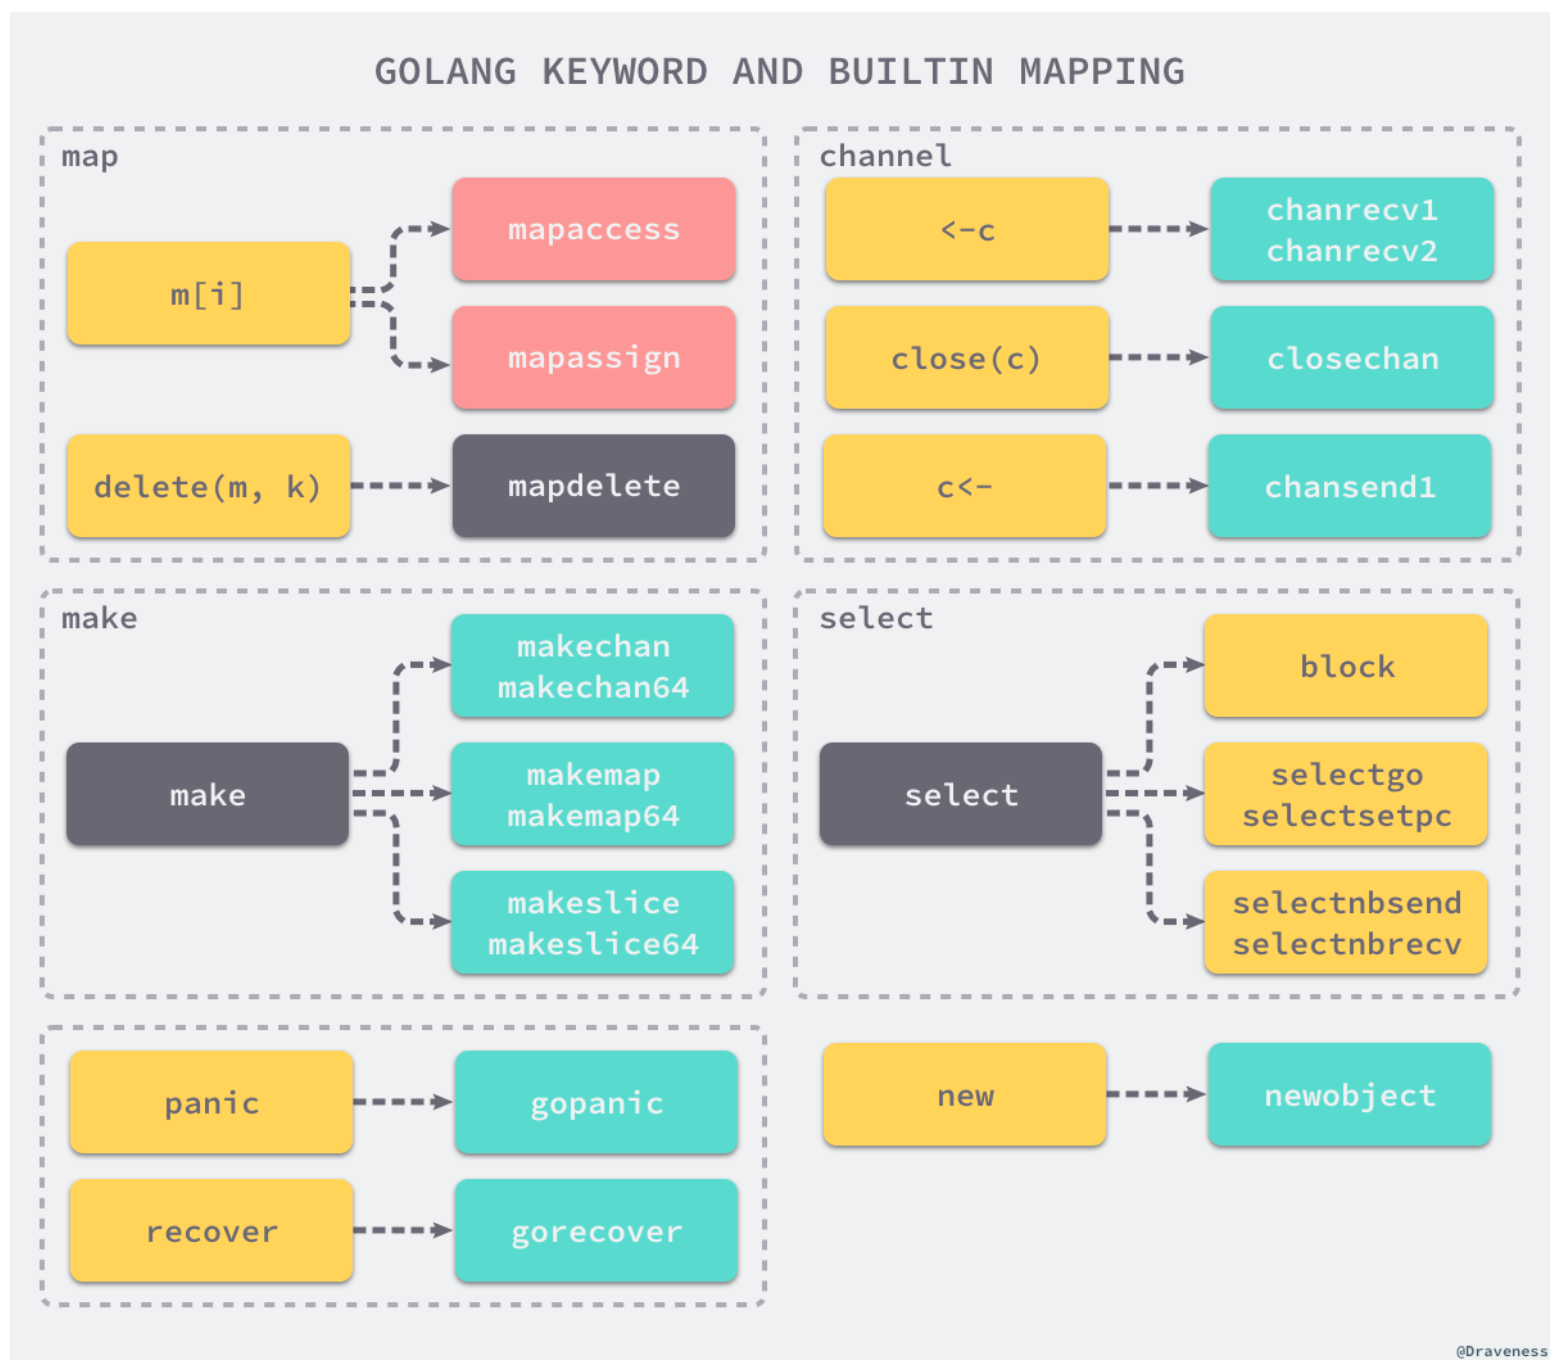 GOLANG KEYWORD AND BUILTIN MAPPING
map
m[i]
mapaccess
mapassign
delete(m, k)
mapdelete
channel
<-c
chanrecv1
chanrecv2
close(c)
closechan
c<-
chansend1
make
make
makechan
makechan64
makemap
makemap64
makeslice
makeslice64
select
select
block
selectgo
selectsetpc
selectnbsend
selectnbrecv
panic
gopanic
recover
gorecover
new
newobject
@Draveness